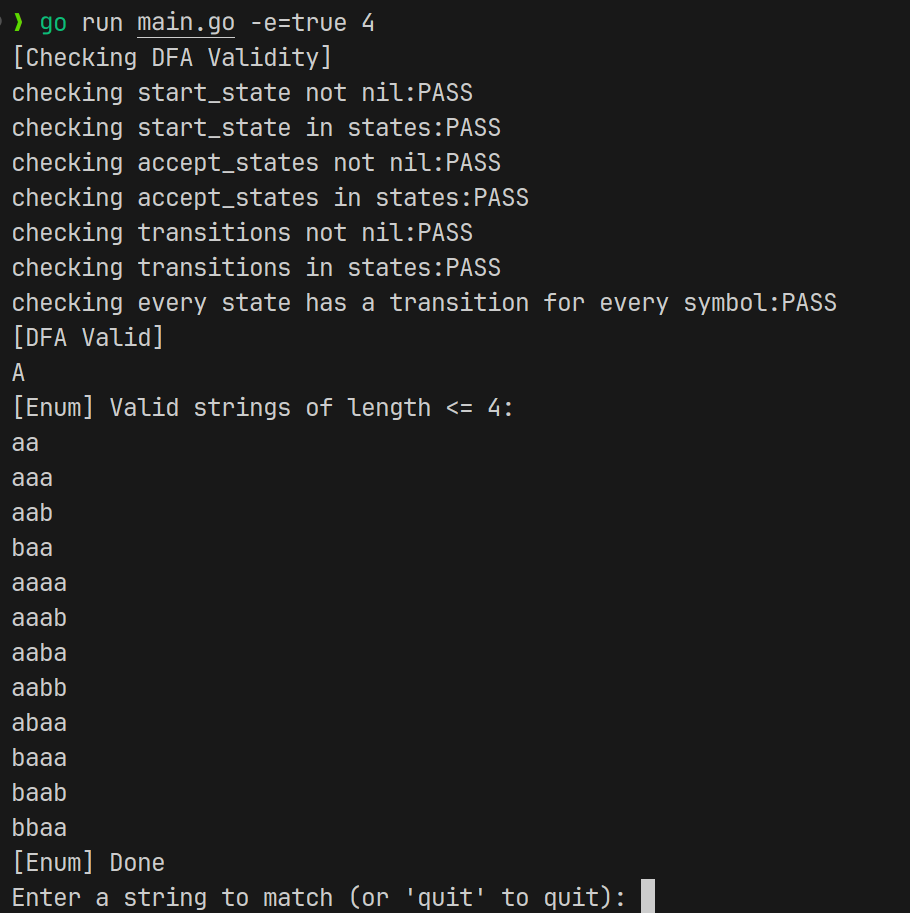 ❯ go run main.go -e=true 4
[Checking DFA Validity]
checking start_state not nil:PASS
checking start_state in states:PASS
checking accept_states not nil:PASS
checking accept_states in states:PASS
checking transitions not nil:PASS
checking transitions in states:PASS
checking every state has a transition for every symbol:PASS
[DFA Valid]
A
[Enum] Valid strings of length <= 4:
aa
aaa
aab
baa
aaaa
aaab
aaba
aabb
abaa
baaa
baab
bbaa
[Enum] Done
Enter a string to match (or 'quit' to quit):